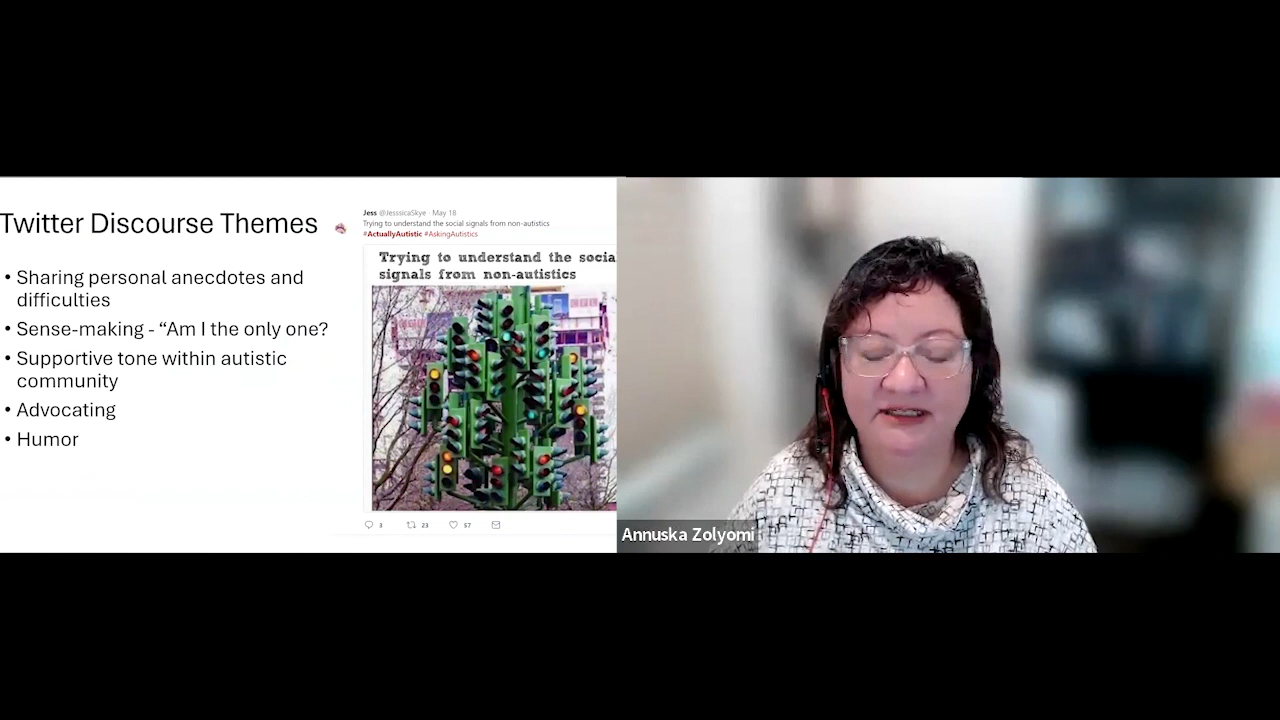 Twitter Discourse Themes
• Sharing personal anecdotes and
difficulties
• Sense-making - “Am I the only one?
• Supportive tone within autistic
community
• Advocating
• Humor
Jess @JesssicaSkye · May 18
Trying to understand the social signals from non-autistics
#ActuallyAutistic #AskingAutistics
Trying to understand the socia
signals from non-autistics
3 23 57
Annuska Zolyomi